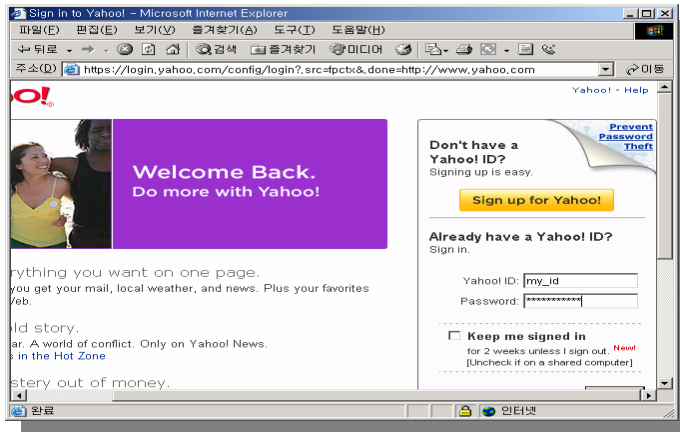 Sign in to Yahoo! - Microsoft Internet Explorer
파일(F) 편집(E) 보기(V) 즐겨찾기(A) 도구(T) 도움말(H)
뒤로 검색 즐겨찾기 미디어
주소(D) https://login.yahoo.com/config/login?.src=fpctx&.done=http://www.yahoo.com 이동
OO!® Yahoo! - Help
Welcome Back.
Do more with Yahoo!
rything you want on one page.
you get your mail, local weather, and news. Plus your favorites
Veb.
ld story.
ar. A world of conflict. Only on Yahoo! News.
s in the Hot Zone
stery out of money.
Prevent
Password
Theft
Don't have a
Yahoo! ID?
Signing up is easy.
Sign up for Yahoo!
Already have a Yahoo! ID?
Sign in.
Yahoo! ID: my_id
Password: ***********
Keep me signed in
for 2 weeks unless I sign out. New!
[Uncheck if on a shared computer]
완료 인터넷